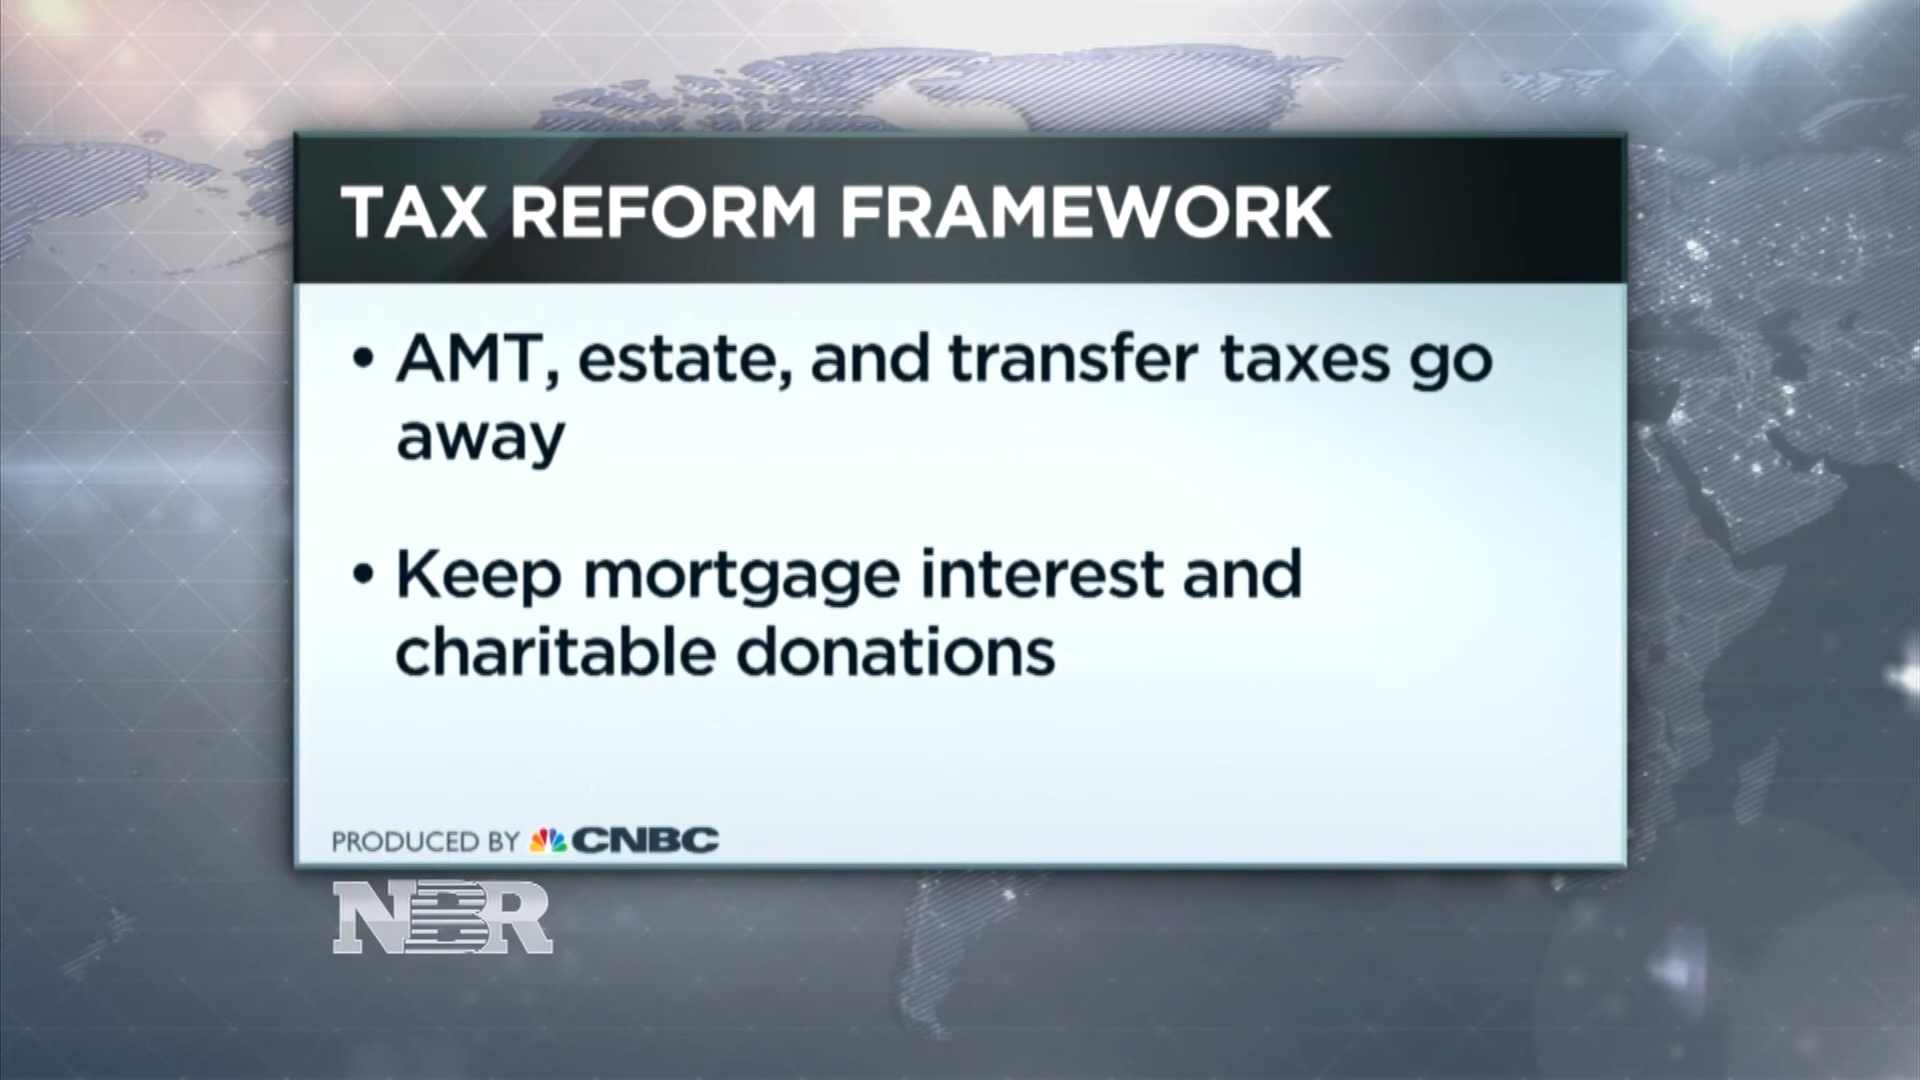 TAX REFORM FRAMEWORK
• AMT, estate, and transfer taxes go
away
• Keep mortgage interest and
charitable donations
PRODUCED BY CNBC
NBR